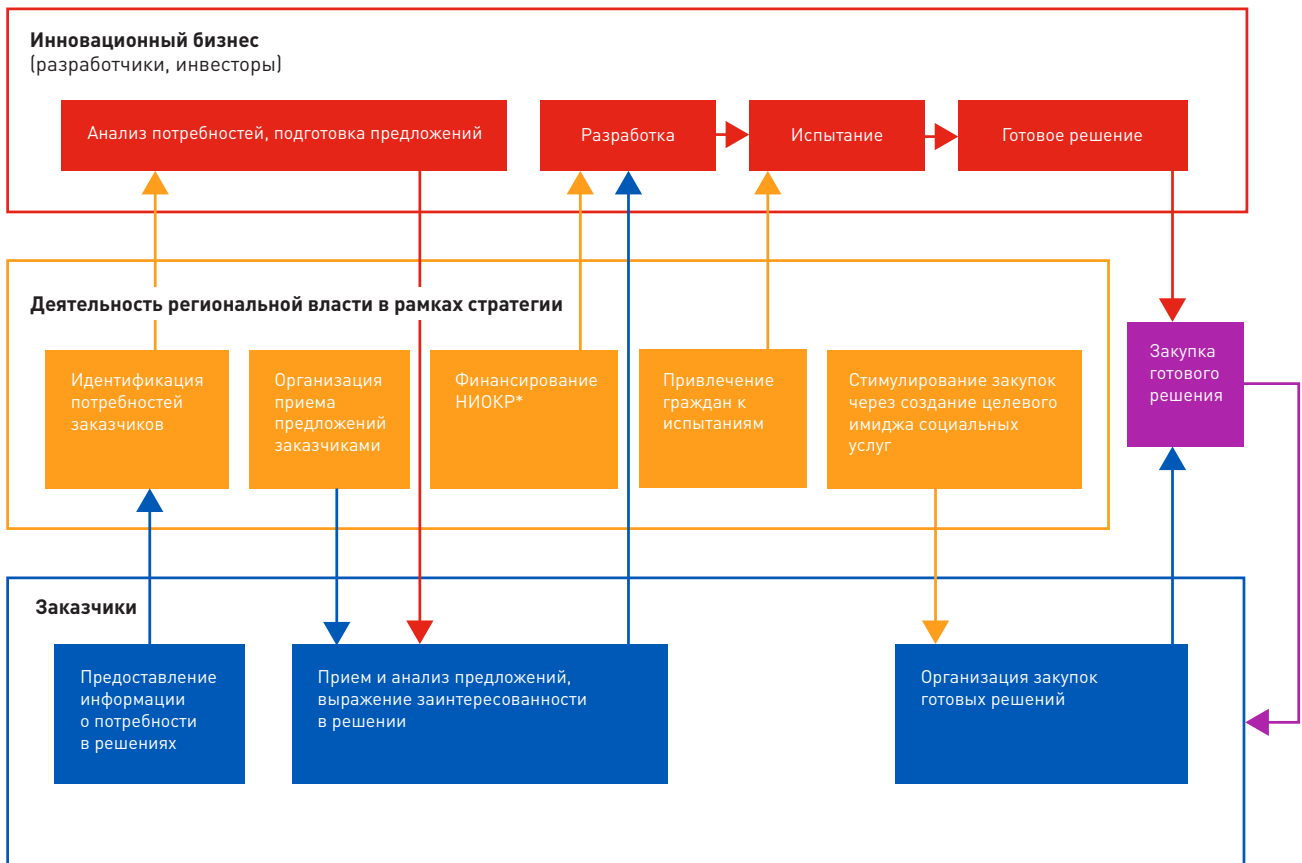 Инновационный бизнес
(разработчики, инвесторы)
Анализ потребностей, подготовка предложений
Разработка
Испытание
Готовое решение
Деятельность региональной власти в рамках стратегии
Идентификация
потребностей
заказчиков
Организация
приема
предложений
заказчиками
Финансирование
НИОКР*
Привлечение
граждан к
испытаниям
Стимулирование закупок
через создание целевого
имиджа социальных
услуг
Закупка
готового
решения
Заказчики
Предоставление
информации
о потребности
в решениях
Прием и анализ предложений,
выражение заинтересованности
в решении
Организация закупок
готовых решений